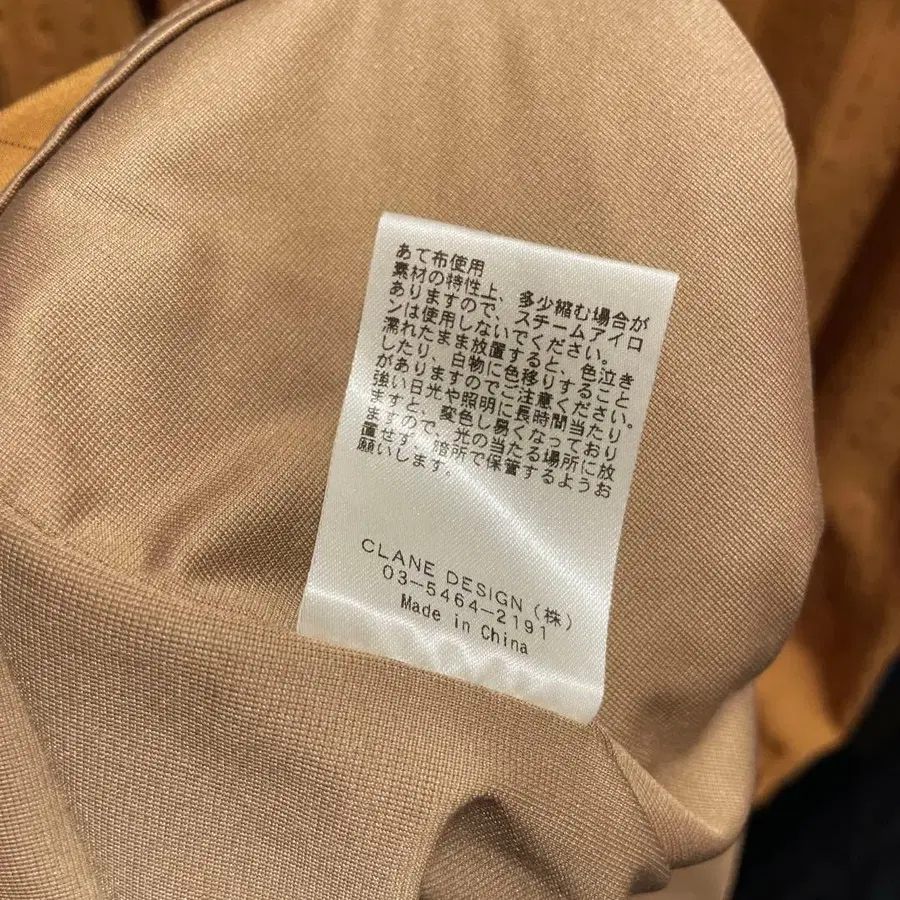 あて布使用
素材の特性上、多少縮む場合が
ありますので、スチームアイロ
ンは使用しないでください。
濡れたまま放置すると、色泣き
したり、白物に色移りすること
がありますのでご注意ください。
強い日光や照明に長時間当たり
ますと、変色し易くなっており
ますので、光の当たる場所に放
置せず、暗所で保管するようお
願いします。
CLANE DESIGN (株)
03-5464-2191
Made in China